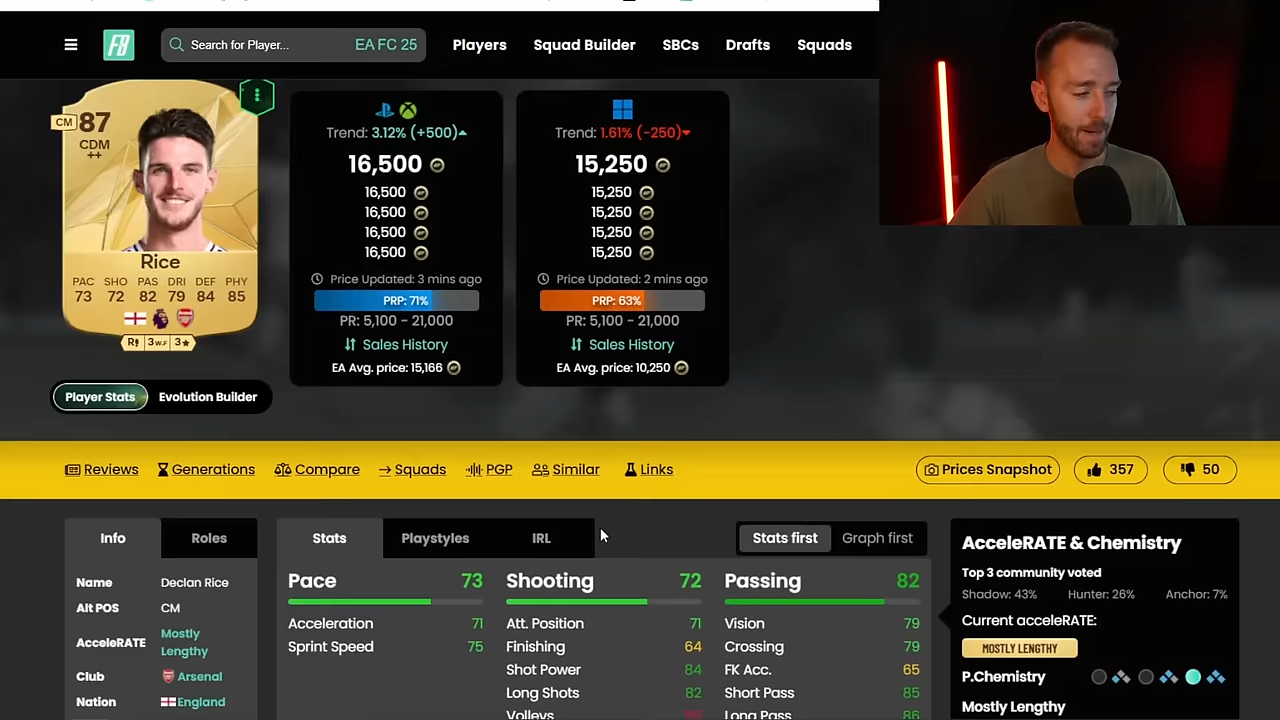 FB
Search for Player...
EA FC 25
Players
Squad Builder
SBCs
Drafts
Squads
CM
87
CDM
++
Rice
PAC SHO PAS DRI DEF PHY
73 72 82 79 84 85
R 3 W.F 3★
Player Stats
Evolution Builder
Trend: 3.12% (+500)
16,500
16,500
16,500
16,500
16,500
Price Updated: 3 mins ago
PRP: 71%
PR: 5,100 - 21,000
Sales History
EA Avg. price: 15,166
Trend: 1.61% (-250)
15,250
15,250
15,250
15,250
15,250
Price Updated: 2 mins ago
PRP: 63%
PR: 5,100 - 21,000
Sales History
EA Avg. price: 10,250
Reviews
Generations
Compare
Squads
PGP
Similar
Links
Prices Snapshot
357
50
Info
Roles
Name Declan Rice
Alt POS CM
AcceleRATE Mostly
Lengthy
Club Arsenal
Nation England
Stats
Playstyles
IRL
Stats first
Graph first
Pace 73
Acceleration 71
Sprint Speed 75
Shooting 72
Att. Position 71
Finishing 64
Shot Power 84
Long Shots 82
Volleys
Passing 82
Vision 79
Crossing 79
FK Acc. 65
Short Pass 85
Long Pass 86
AcceleRATE & Chemistry
Top 3 community voted
Shadow: 43% Hunter: 26% Anchor: 7%
Current acceleRATE:
MOSTLY LENGTHY
P.Chemistry
Mostly Lengthy